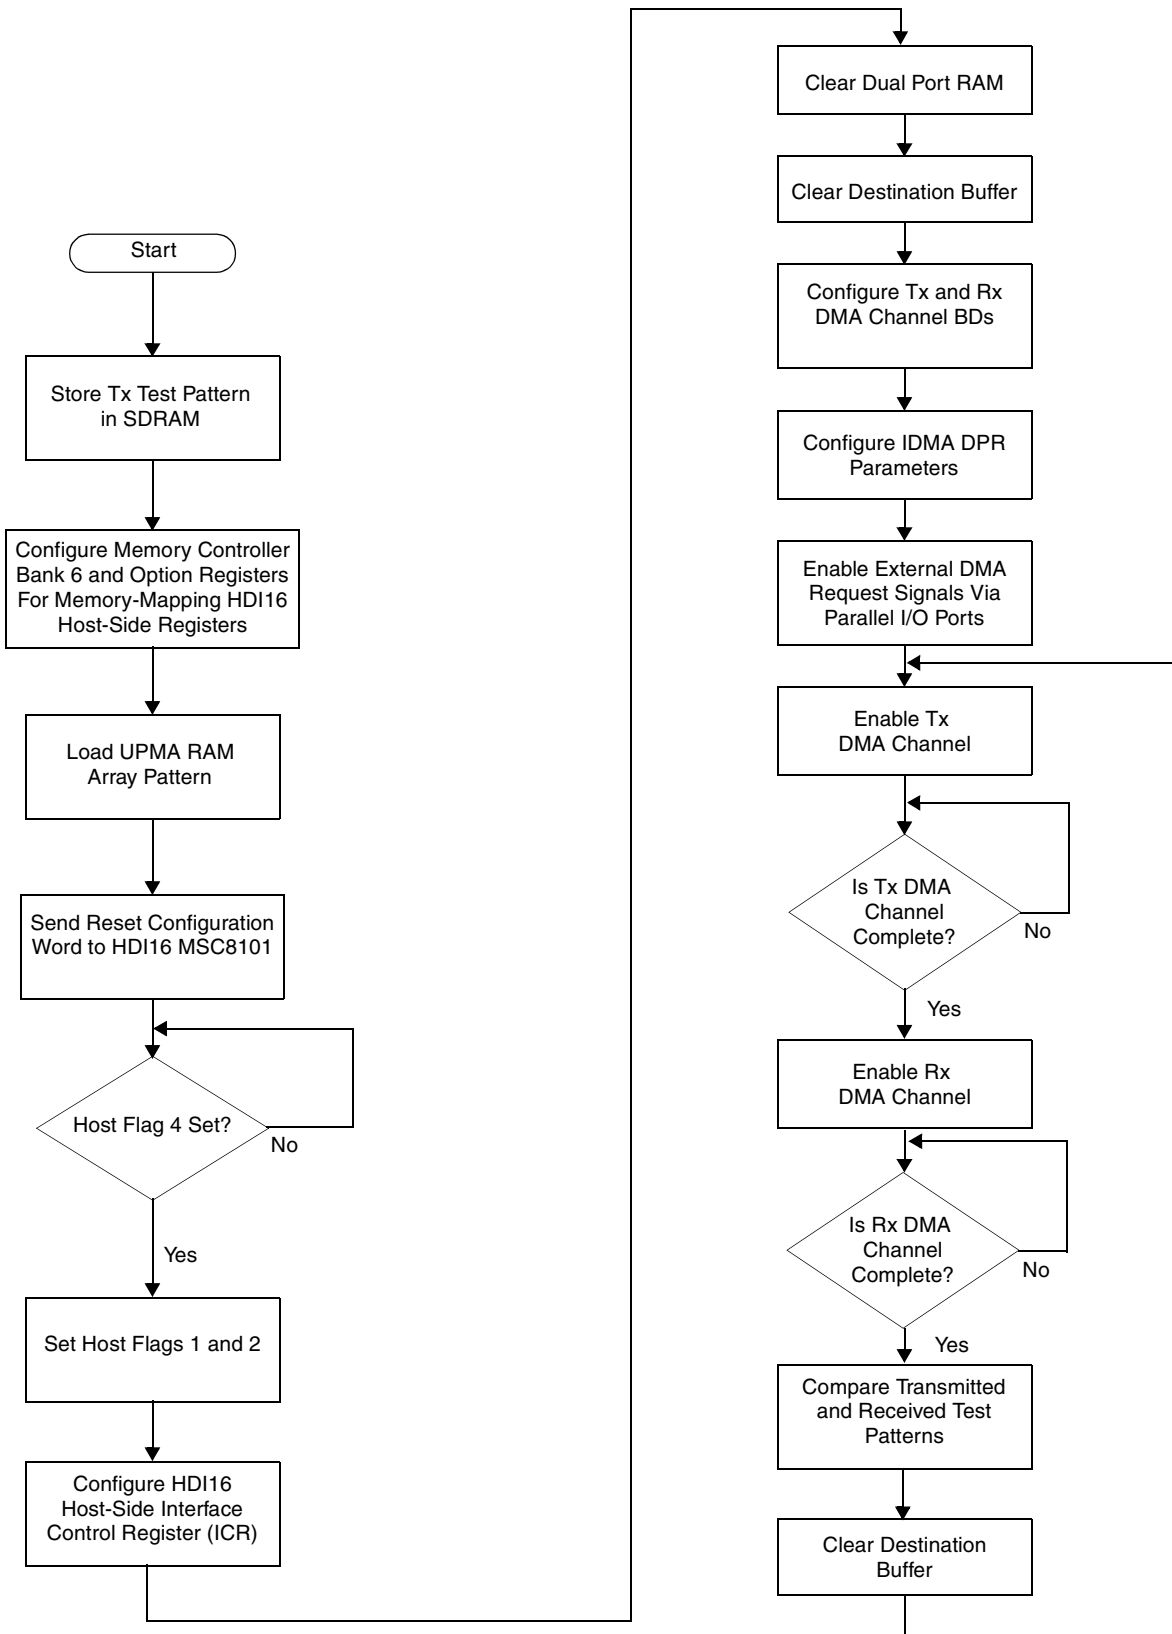 Start
Store Tx Test Pattern
in SDRAM
Configure Memory Controller
Bank 6 and Option Registers
For Memory-Mapping HDI16
Host-Side Registers
Load UPMA RAM
Array Pattern
Send Reset Configuration
Word to HDI16 MSC8101
Host Flag 4 Set?
No
Yes
Set Host Flags 1 and 2
Configure HDI16
Host-Side Interface
Control Register (ICR)
Clear Dual Port RAM
Clear Destination Buffer
Configure Tx and Rx
DMA Channel BDs
Configure IDMA DPR
Parameters
Enable External DMA
Request Signals Via
Parallel I/O Ports
Enable Tx
DMA Channel
Is Tx DMA
Channel
Complete?
No
Yes
Enable Rx
DMA Channel
Is Rx DMA
Channel
Complete?
No
Yes
Compare Transmitted
and Received Test
Patterns
Clear Destination
Buffer